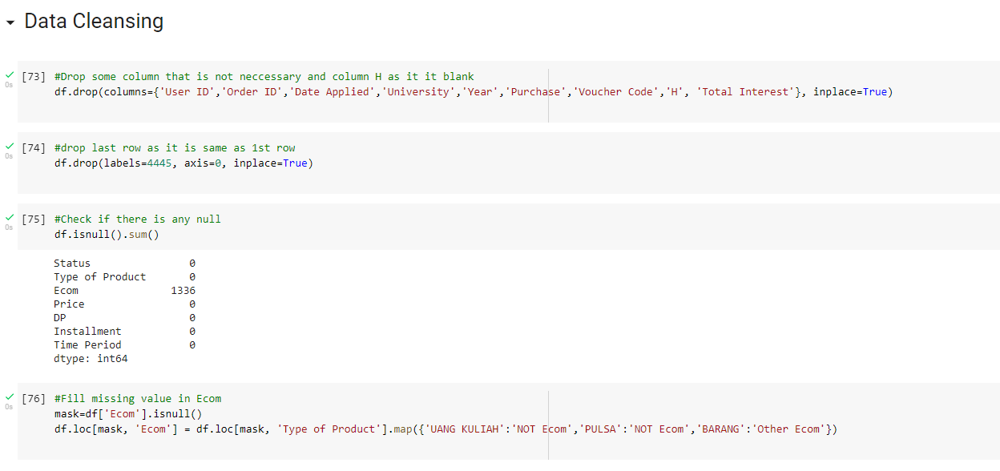 Data Cleansing
[73] #Drop some column that is not neccessary and column H as it it blank
0s
df.drop(columns={'User ID','Order ID','Date Applied','University','Year','Purchase','Voucher Code','H', 'Total Interest'}, inplace=True)
[74] #drop last row as it is same as 1st row
0s
df.drop(labels=4445, axis=0, inplace=True)
[75] #Check if there is any null
0s
df.isnull().sum()
Status 0
Type of Product 0
Ecom 1336
Price 0
DP 0
Installment 0
Time Period 0
dtype: int64
[76] #Fill missing value in Ecom
0s
mask=df['Ecom'].isnull()
df.loc[mask, 'Ecom'] = df.loc[mask, 'Type of Product'].map({'UANG KULIAH':'NOT Ecom','PULSA':'NOT Ecom','BARANG':'Other Ecom'})